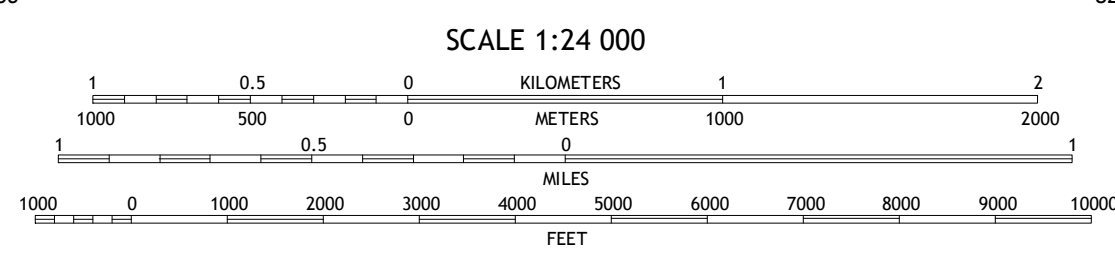 SCALE 1:24 000
1 0.5 0 KILOMETERS 1 2
1000 500 0 METERS 1000 2000
1 0.5 0 1
MILES
1000 0 1000 2000 3000 4000 5000 6000 7000 8000 9000 10000
FEET